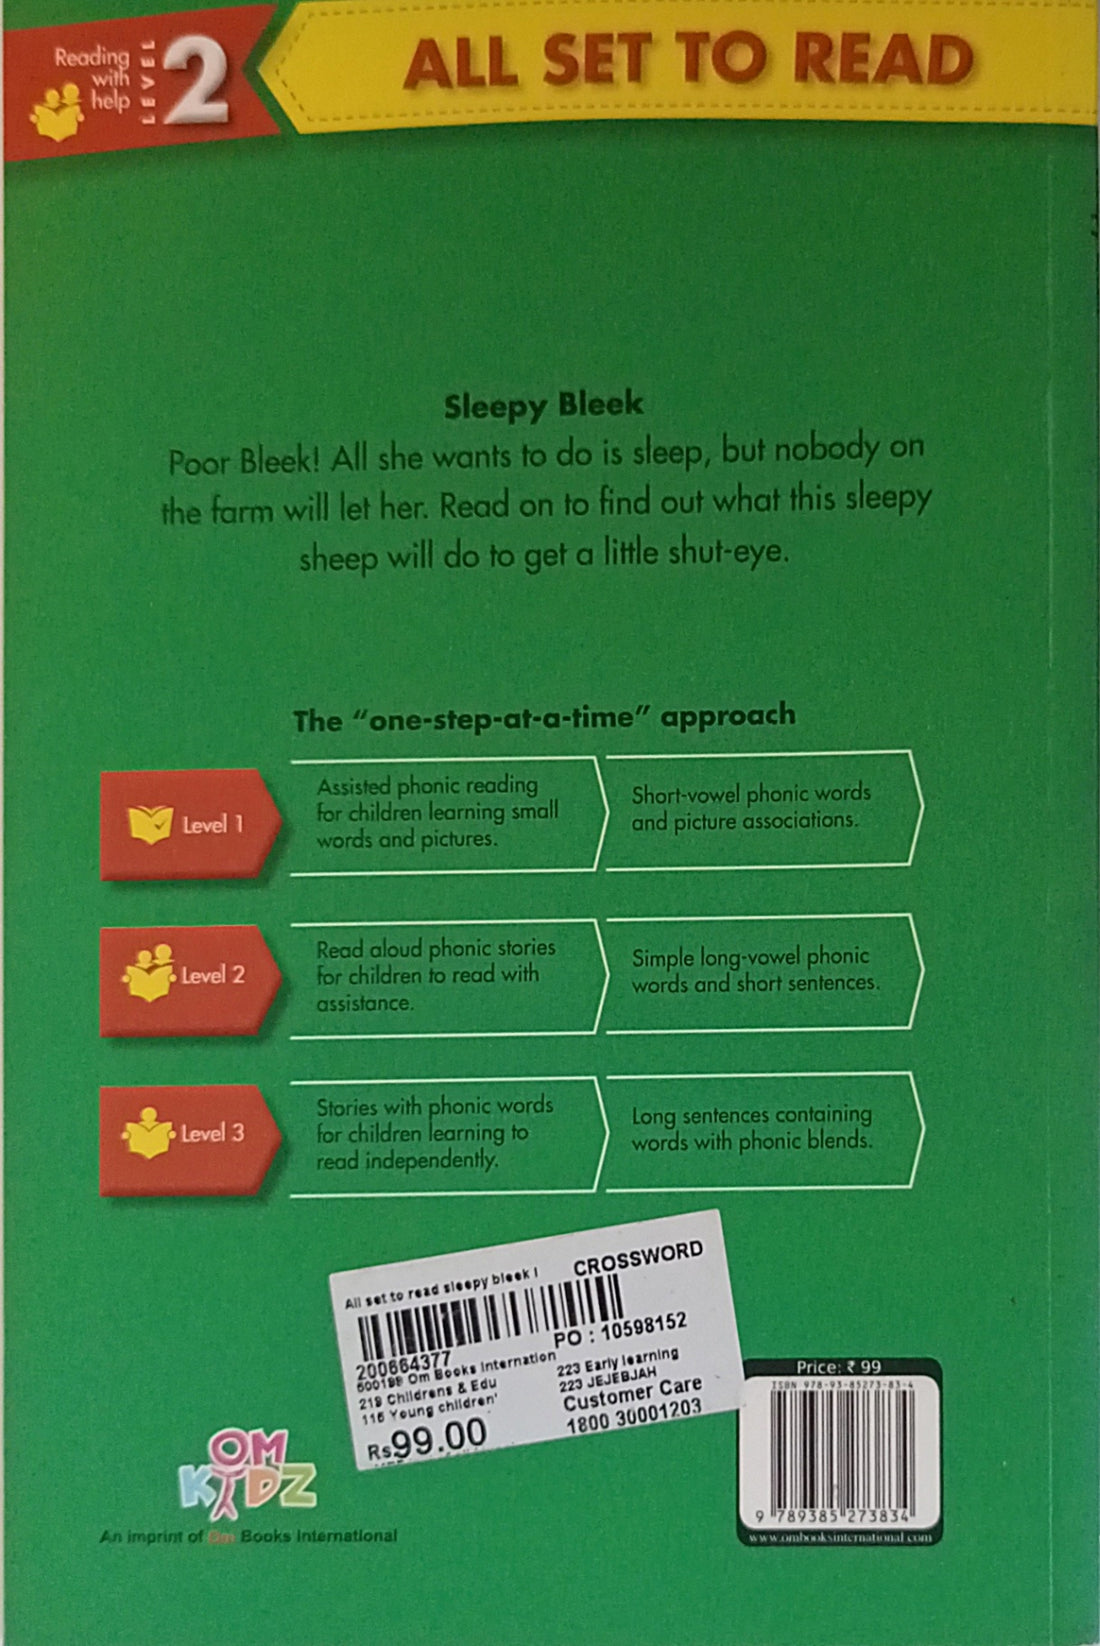 Reading
with
help
LEVEL
2
ALL SET TO READ
Sleepy Bleek
Poor Bleek! All she wants to do is sleep, but nobody on
the farm will let her. Read on to find out what this sleepy
sheep will do to get a little shut-eye.
The “one-step-at-a-time” approach
Level 1
Assisted phonic reading
for children learning small
words and pictures.
Short-vowel phonic words
and picture associations.
Level 2
Read aloud phonic stories
for children to read with
assistance.
Simple long-vowel phonic
words and short sentences.
Level 3
Stories with phonic words
for children learning to
read independently.
Long sentences containing
words with phonic blends.
All set to read sleepy bleek l
CROSSWORD
PO : 10598152
200664377
600199 Om Books Internation
219 Childrens & Edu
116 Young children'
223 Early learning
223 JEJEBJAH
Customer Care
1800 30001203
Rs.99.00
OM
KIDZ
An imprint of Om Books International
Price: ₹ 99
ISBN 978-93-85273-83-4
9 789385 273834
www.ombooksinternational.com